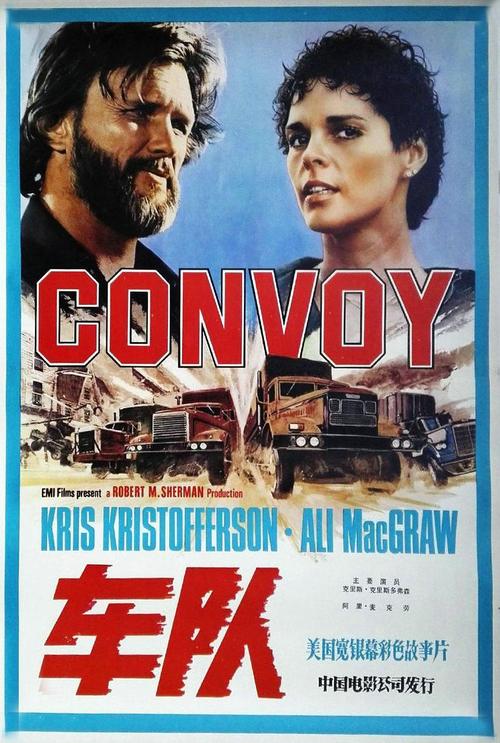 CONVOY
EMI Films present a ROBERT M. SHERMAN Production
KRIS KRISTOFFERSON · ALI MacGRAW
车队
主要演员
克里斯·克里斯多弗森
阿里·麦克劳
美国宽银幕彩色故事片
中国电影公司发行